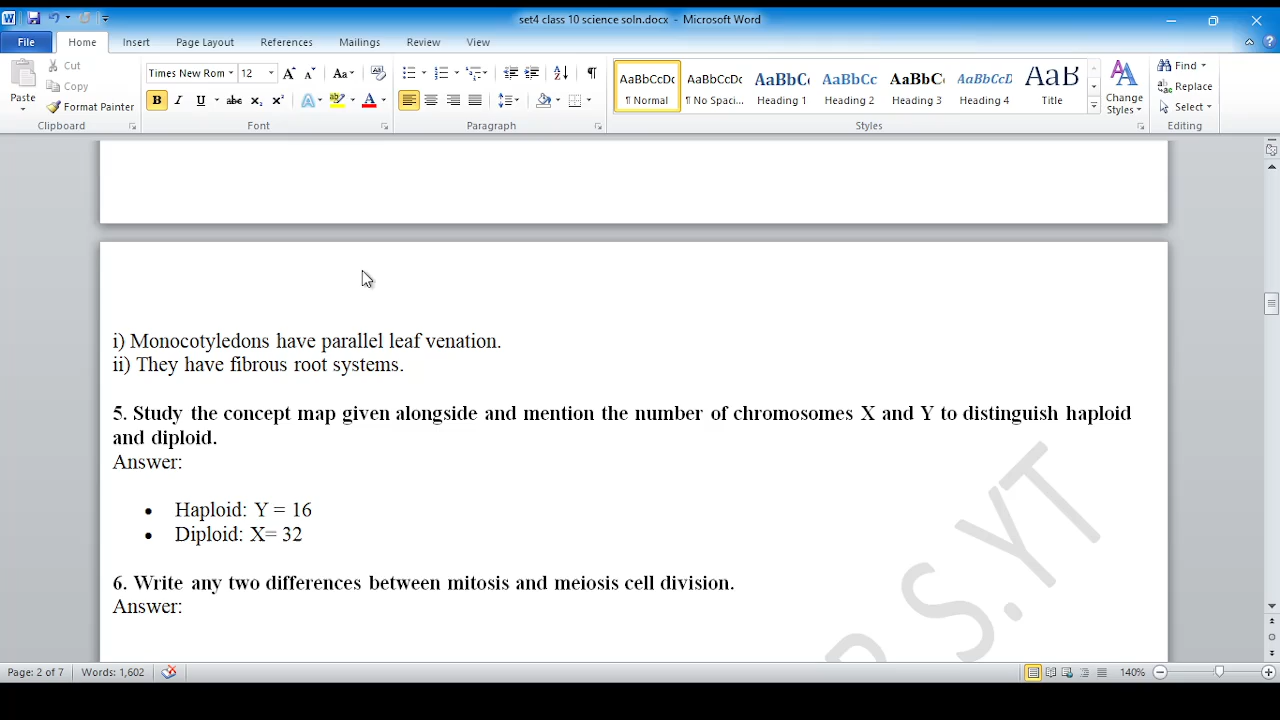 set4 class 10 science soln.docx - Microsoft Word
File Home Insert Page Layout References Mailings Review View
Paste
Cut
Copy
Format Painter
Clipboard
Times New Rom 12
Font
Paragraph
AaBbCcDc AaBbCcDc AaBbC AaBbCc AaBbC AaBbCcD AaBbC
¶ Normal ¶ No Spaci... Heading 1 Heading 2 Heading 3 Heading 4 Title
Styles
Change
Styles
Find
Replace
Select
Editing
i) Monocotyledons have parallel leaf venation.
ii) They have fibrous root systems.
5. Study the concept map given alongside and mention the number of chromosomes X and Y to distinguish haploid
and diploid.
Answer:
• Haploid: Y = 16
• Diploid: X= 32
6. Write any two differences between mitosis and meiosis cell division.
Answer:
S.YT
Page: 2 of 7 Words: 1,602 140%